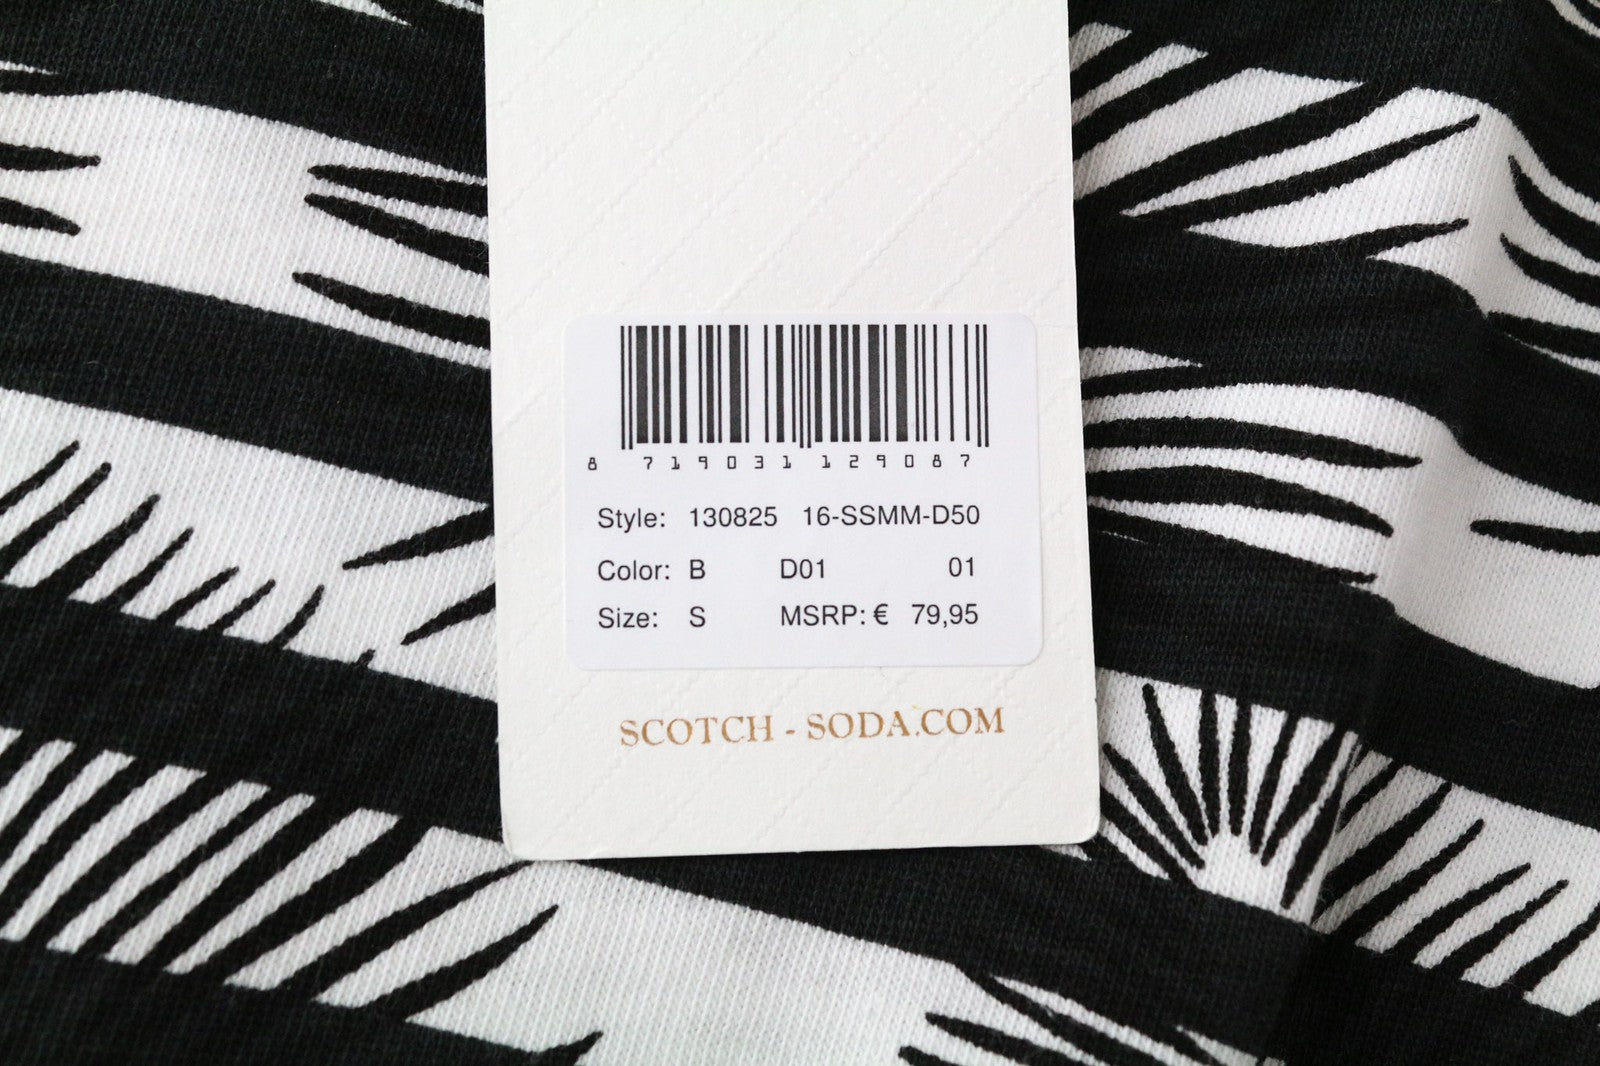 8 719031 129087
Style: 130825 16-SSMM-D50
Color: B D01 01
Size: S MSRP: € 79,95
SCOTCH - SODA.COM